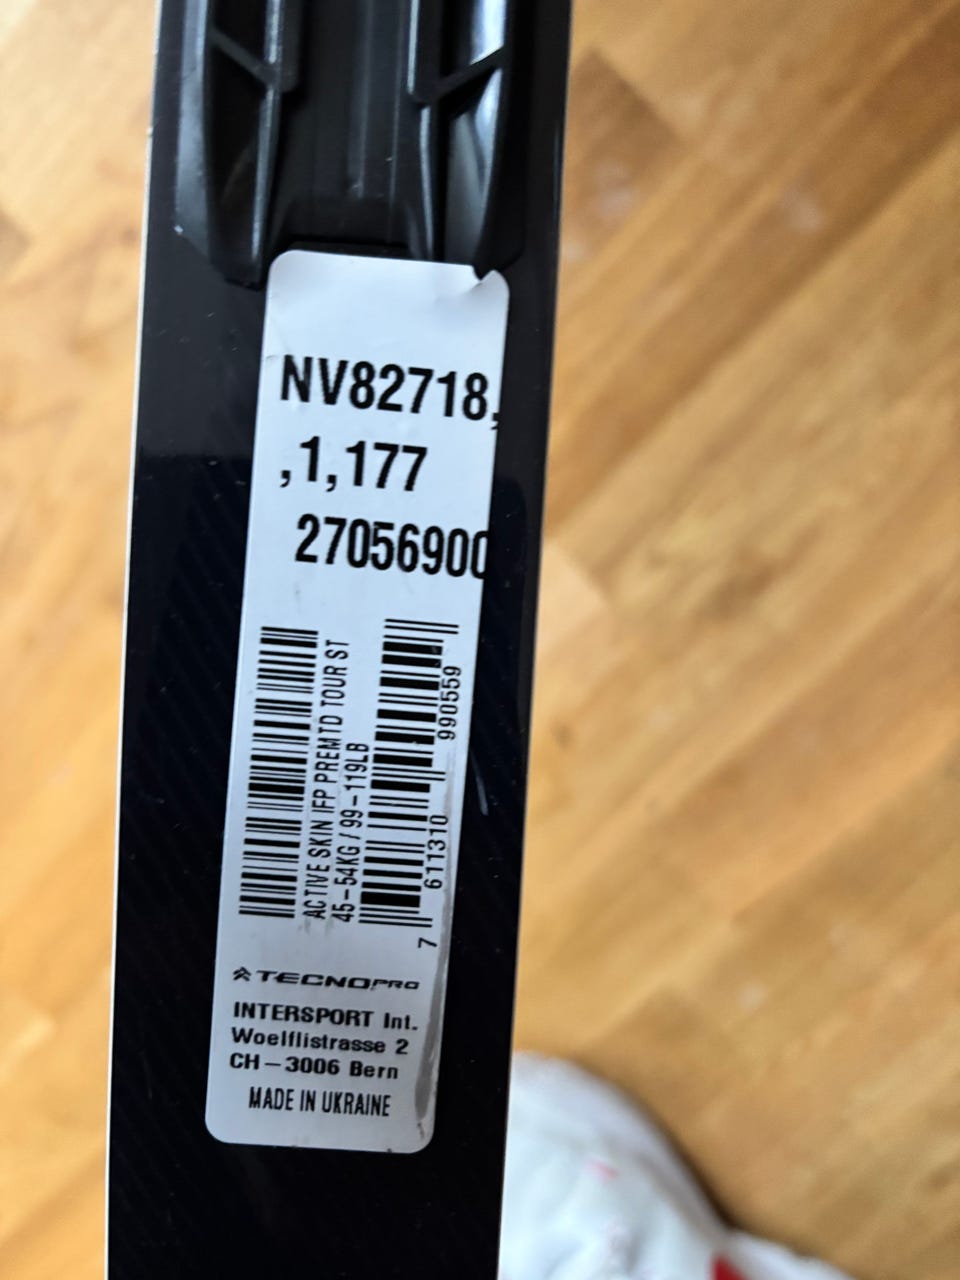 NV82718,
,1,177
27056900
ACTIVE SKIN IFP PREMTD TOUR ST
45-54KG / 99-119LB
7 611310 990559
TECNOPRO
INTERSPORT Int.
Woelflistrasse 2
CH-3006 Bern
MADE IN UKRAINE